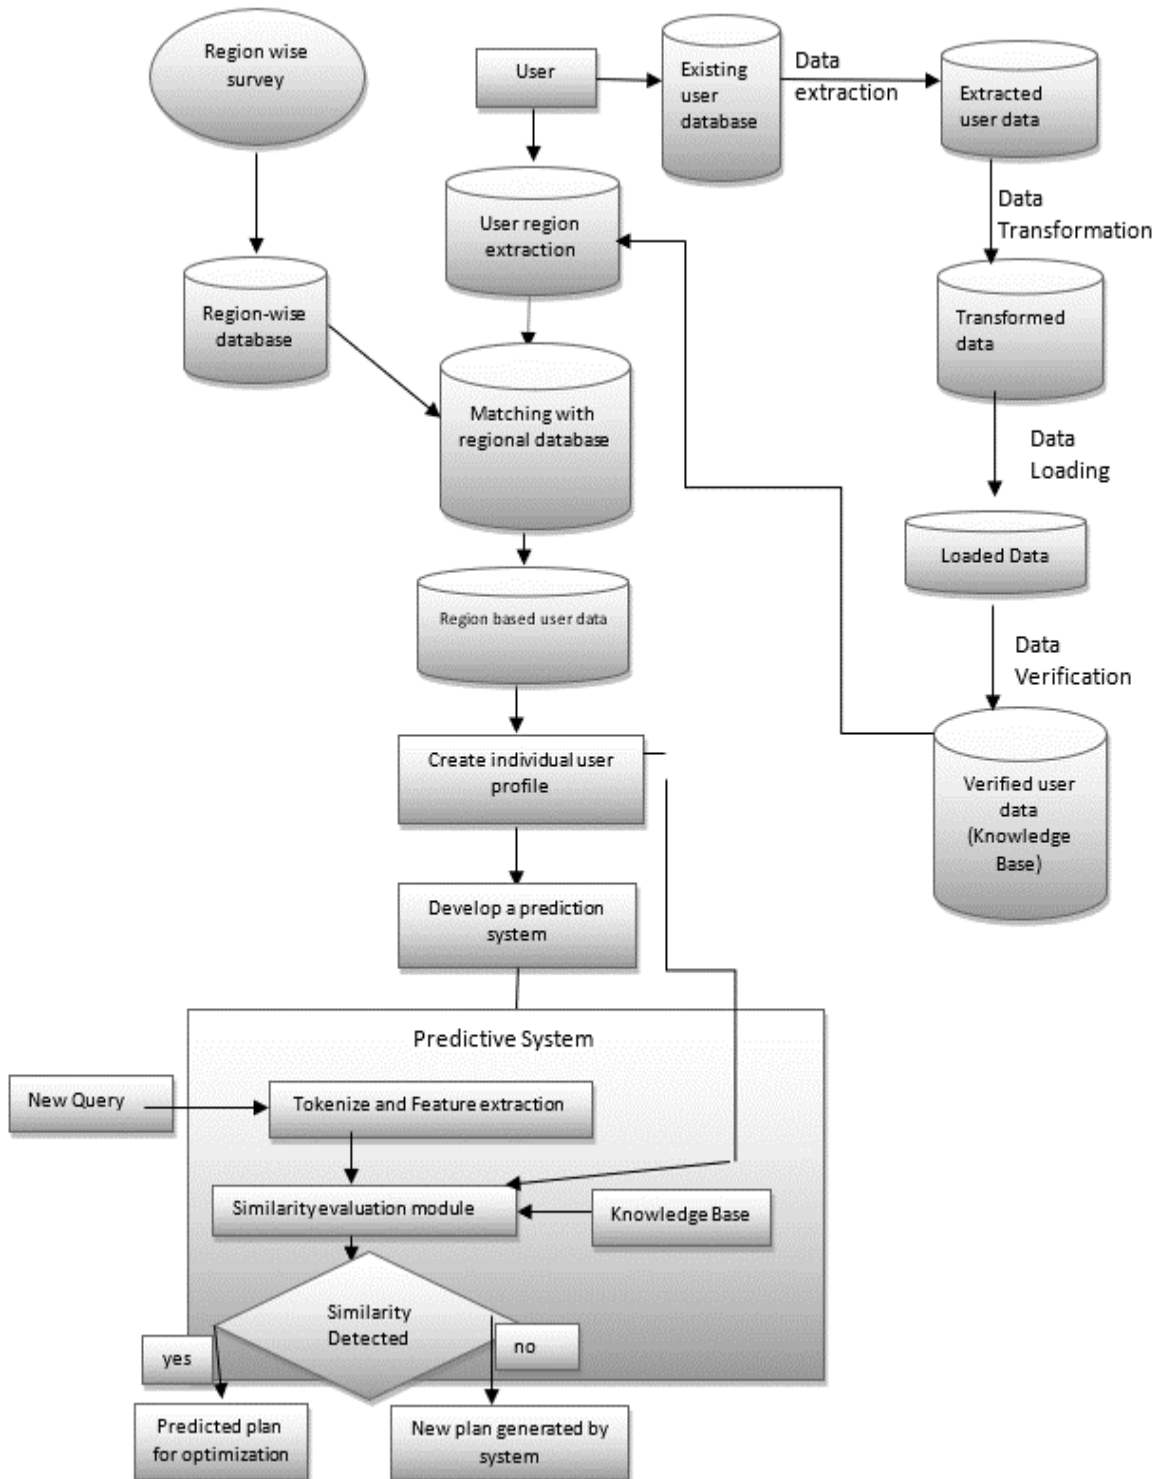 Region wise
survey
User
Existing
user
database
Data
extraction
Extracted
user data
Data
Transformation
User region
extraction
Region-wise
database
Transformed
data
Matching with
regional database
Data
Loading
Loaded Data
Region based user data
Data
Verification
Create individual user
profile
Verified user
data
(Knowledge
Base)
Develop a prediction
system
Predictive System
New Query
Tokenize and Feature extraction
Similarity evaluation module
Knowledge Base
Similarity
Detected
yes
no
Predicted plan
for optimization
New plan generated by
system